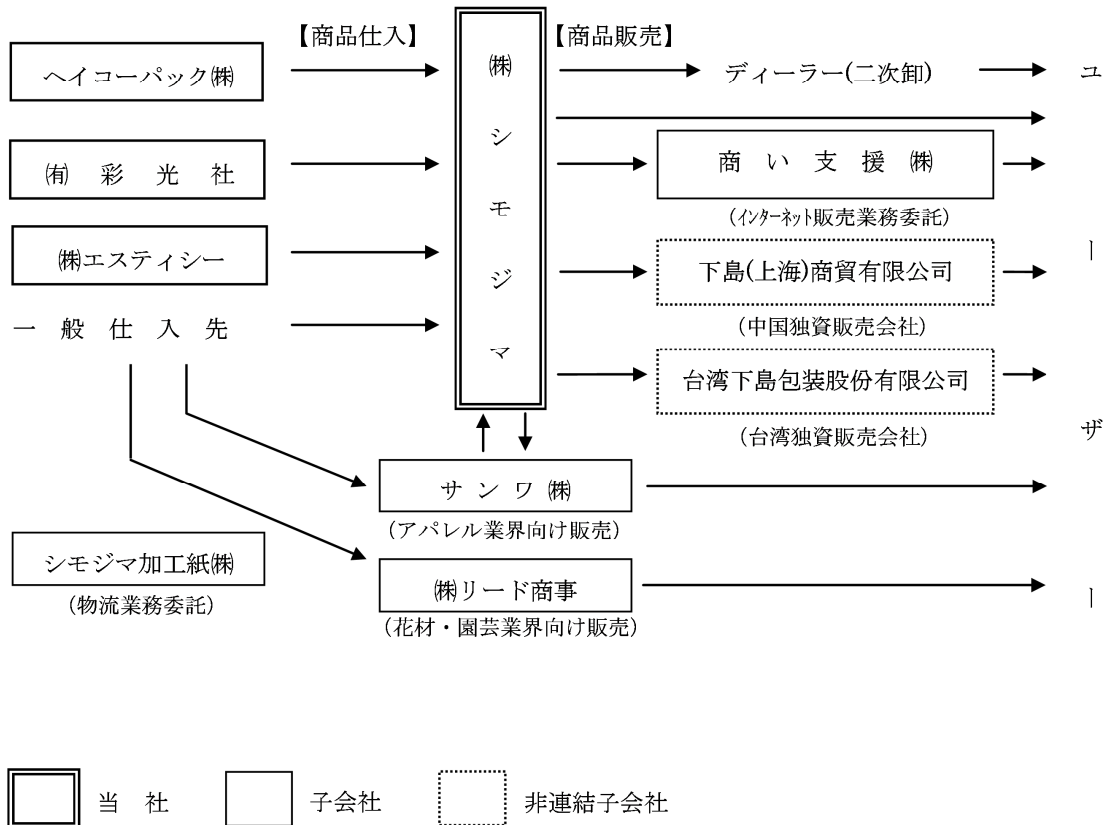 【商品仕入】
【商品販売】
ヘイコーパック㈱
㈲ 彩 光 社
㈱エスティシー
一 般 仕 入 先
㈱シモジマ
ディーラー(二次卸)
商 い 支 援 ㈱
(インターネット販売業務委託)
下島(上海)商貿有限公司
(中国独資販売会社)
台湾下島包装股份有限公司
(台湾独資販売会社)
ユーザー
サ ン ワ ㈱
(アパレル業界向け販売)
シモジマ加工紙㈱
(物流業務委託)
㈱リード商事
(花材・園芸業界向け販売)
当 社
子会社
非連結子会社